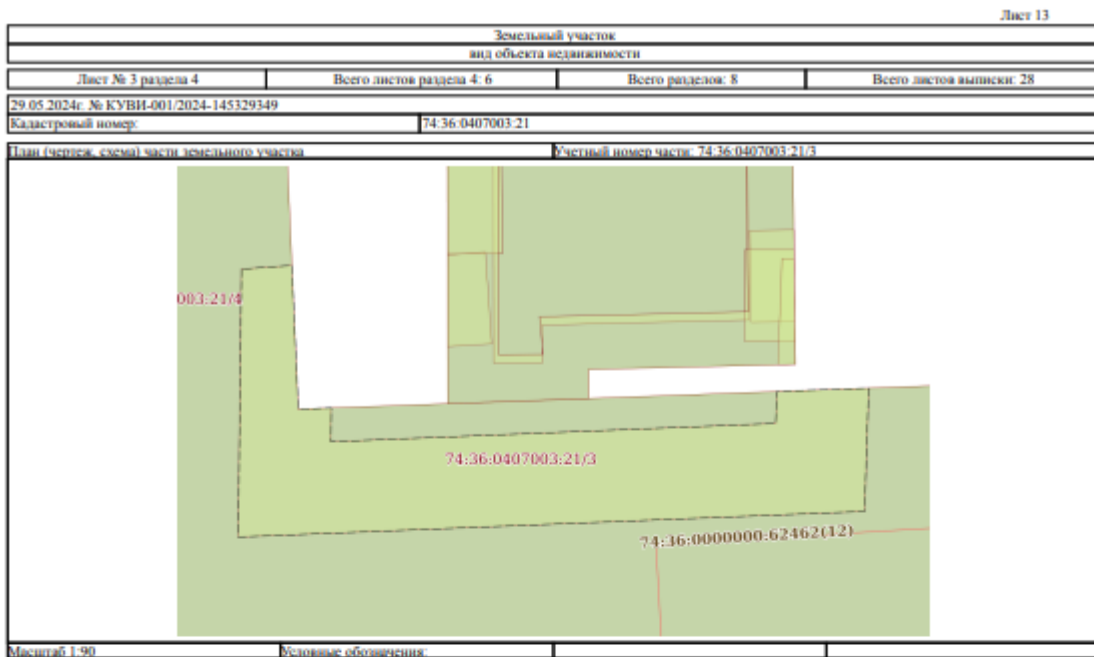 Лист 13
Земельный участок
вид объекта недвижимости
Лист № 3 раздела 4 Всего листов раздела 4: 6 Всего разделов: 8 Всего листов выписки: 28
29.05.2024г. № КУВИ-001/2024-145329349
Кадастровый номер: 74:36:0407003:21
План (чертеж, схема) части земельного участка Учетный номер части: 74:36:0407003:21/3
003:21/4
74:36:0407003:21/3
74:36:0000000:62462(12)
Масштаб 1:90 Условные обозначения: